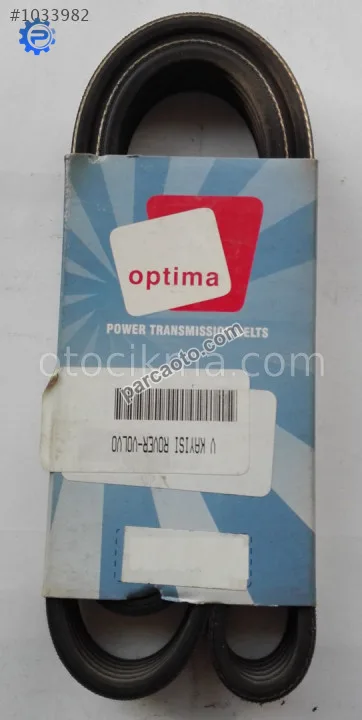 #1033982
optima
POWER TRANSMISSION BELTS
otocikma.com
parcaoto.com
V KAYISI ROVER-VOLVO